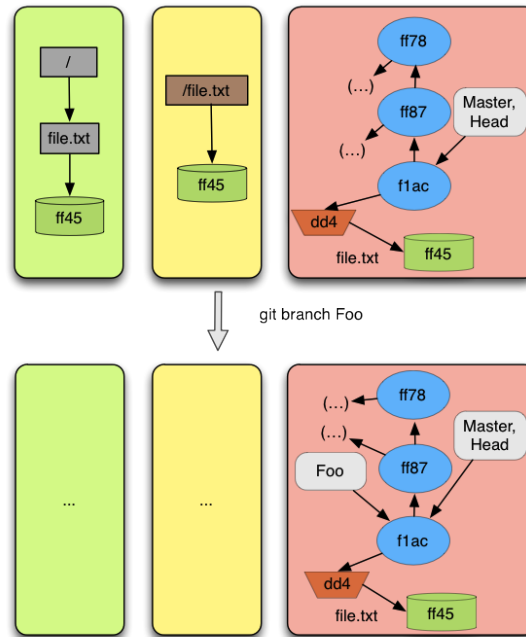 /
file.txt
ff45
/file.txt
ff45
ff78
(...)
ff87
(...)
Master,
Head
f1ac
dd4
file.txt
ff45
git branch Foo
...
...
ff78
(...)
(...)
Master,
Head
Foo
ff87
f1ac
dd4
file.txt
ff45